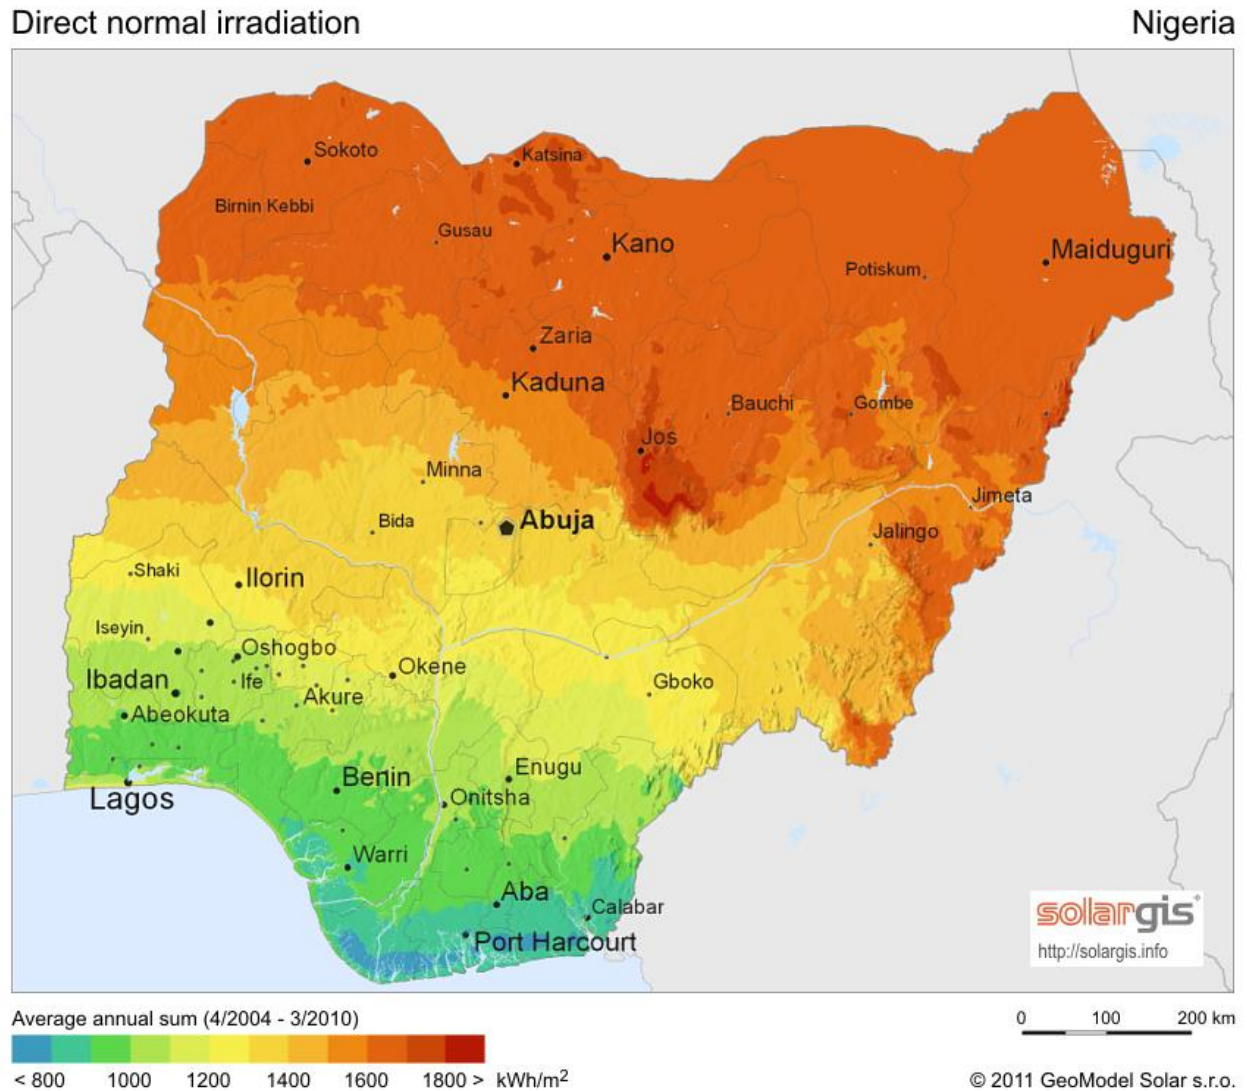 Direct normal irradiation
Nigeria
Sokoto
Katsina
Birnin Kebbi
Gusau
Kano
Maiduguri
Potiskum
Zaria
Kaduna
Bauchi
Gombe
Jos
Minna
Jimeta
Bida
Abuja
Jalingo
Shaki
Ilorin
Iseyin
Oshogbo
Okene
Ibadan
Ife
Gboko
Akure
Abeokuta
Enugu
Benin
Onitsha
Lagos
Warri
Aba
Calabar
Port Harcourt
solargis
http://solargis.info
Average annual sum (4/2004 - 3/2010)
0 100 200 km
< 800 1000 1200 1400 1600 1800 > kWh/m²
© 2011 GeoModel Solar s.r.o.